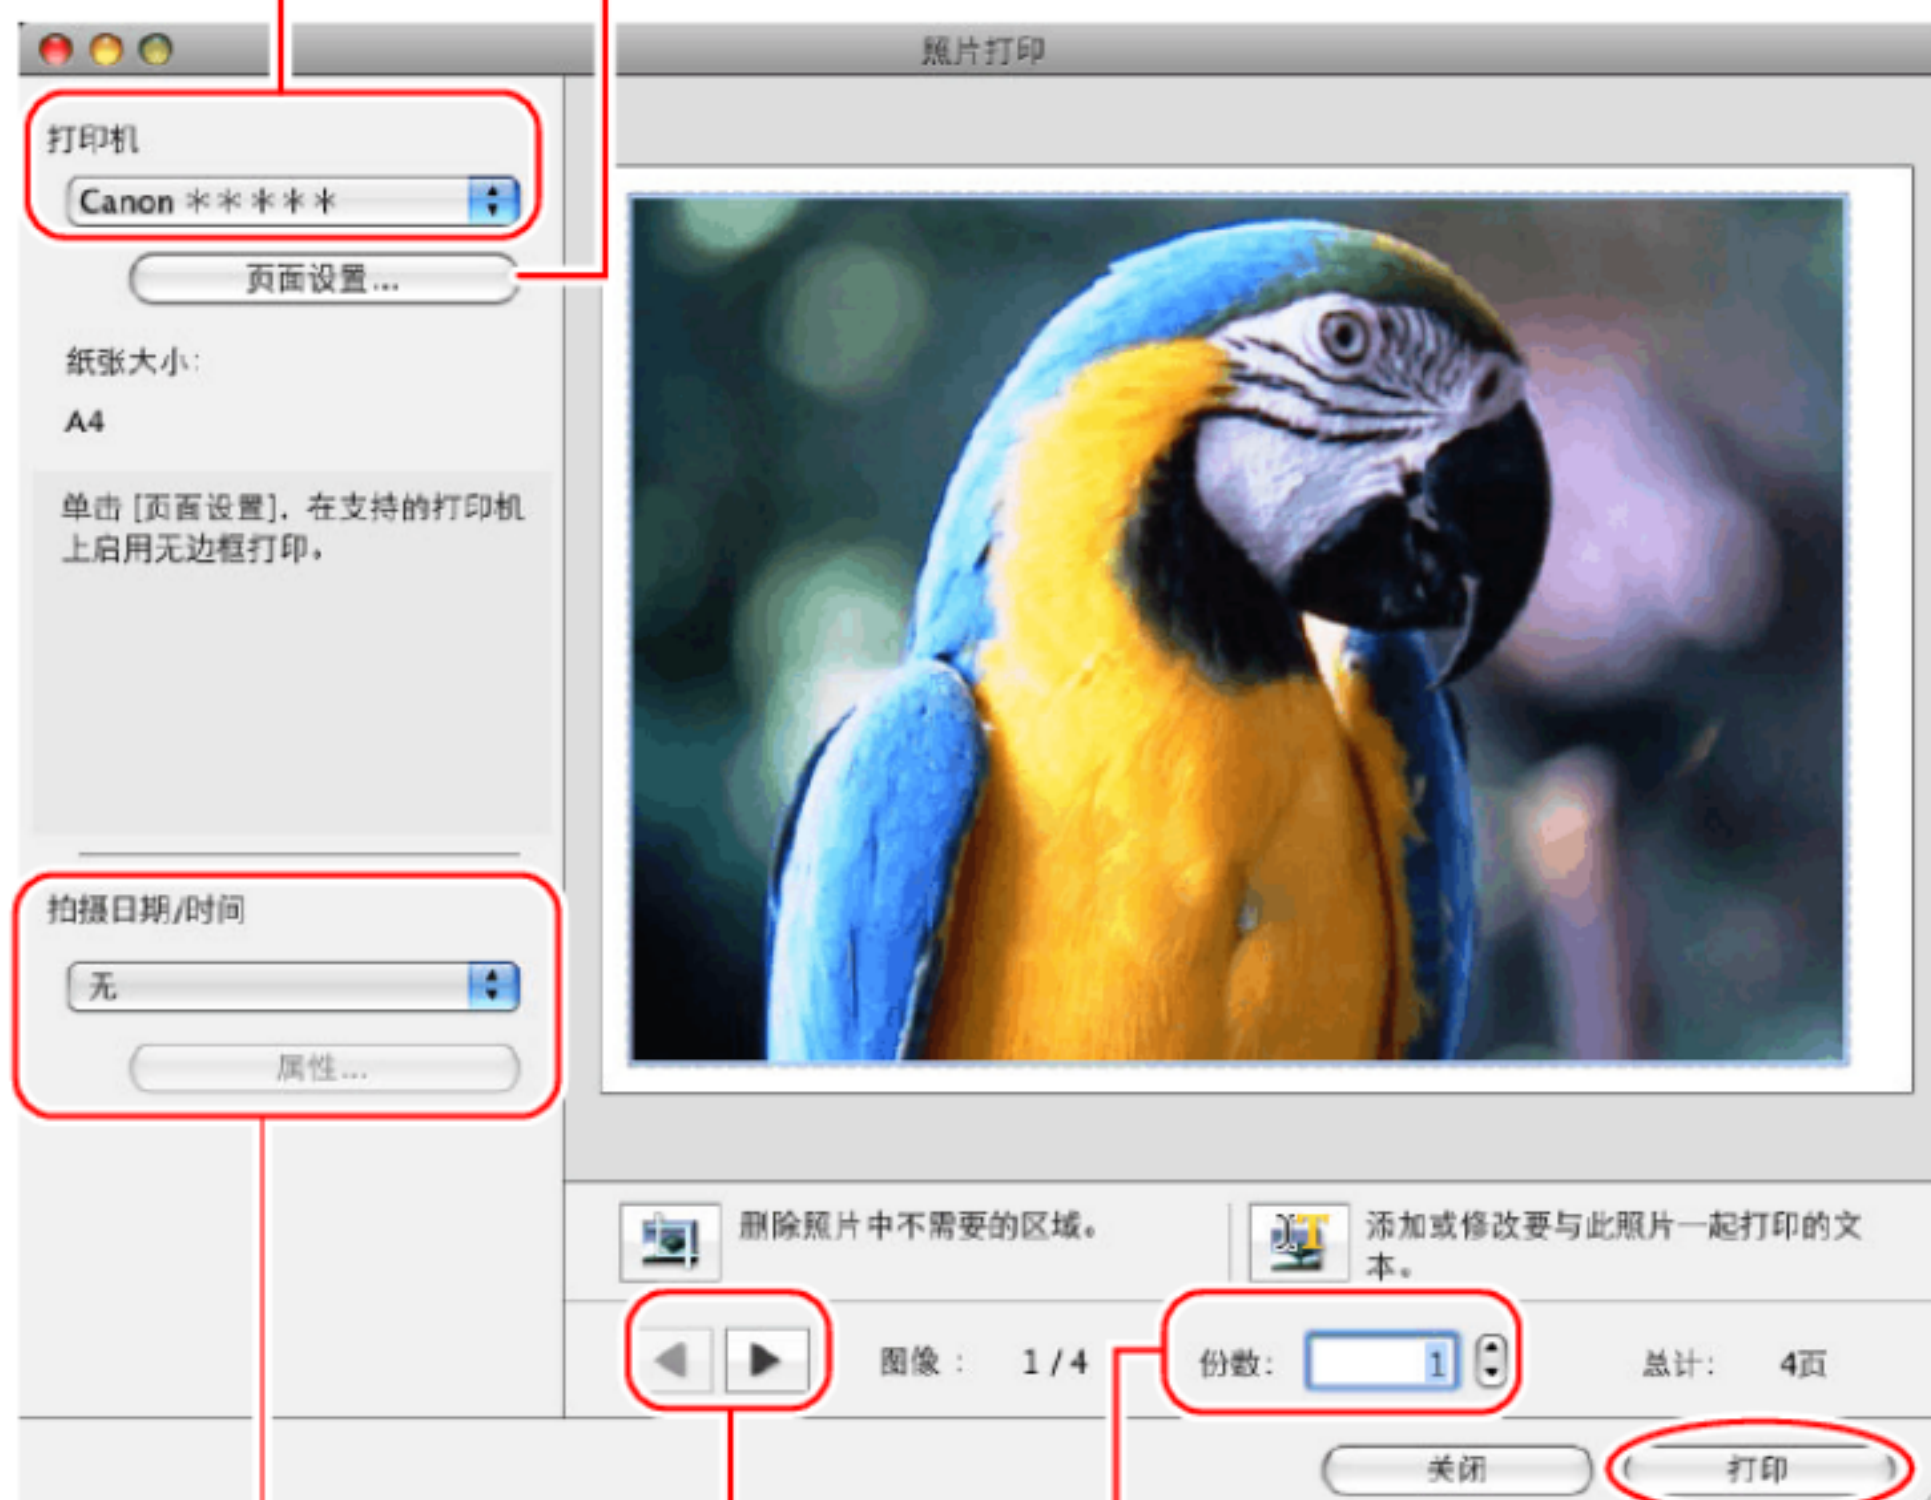 照片打印
打印机
Canon ＊＊＊＊＊
页面设置...
纸张大小:
A4
单击 [页面设置]，在支持的打印机
上启用无边框打印。
拍摄日期/时间
无
属性...
删除照片中不需要的区域。
添加或修改要与此照片一起打印的文
本。
图像： 1 / 4
份数： 1
总计： 4页
关闭
打印